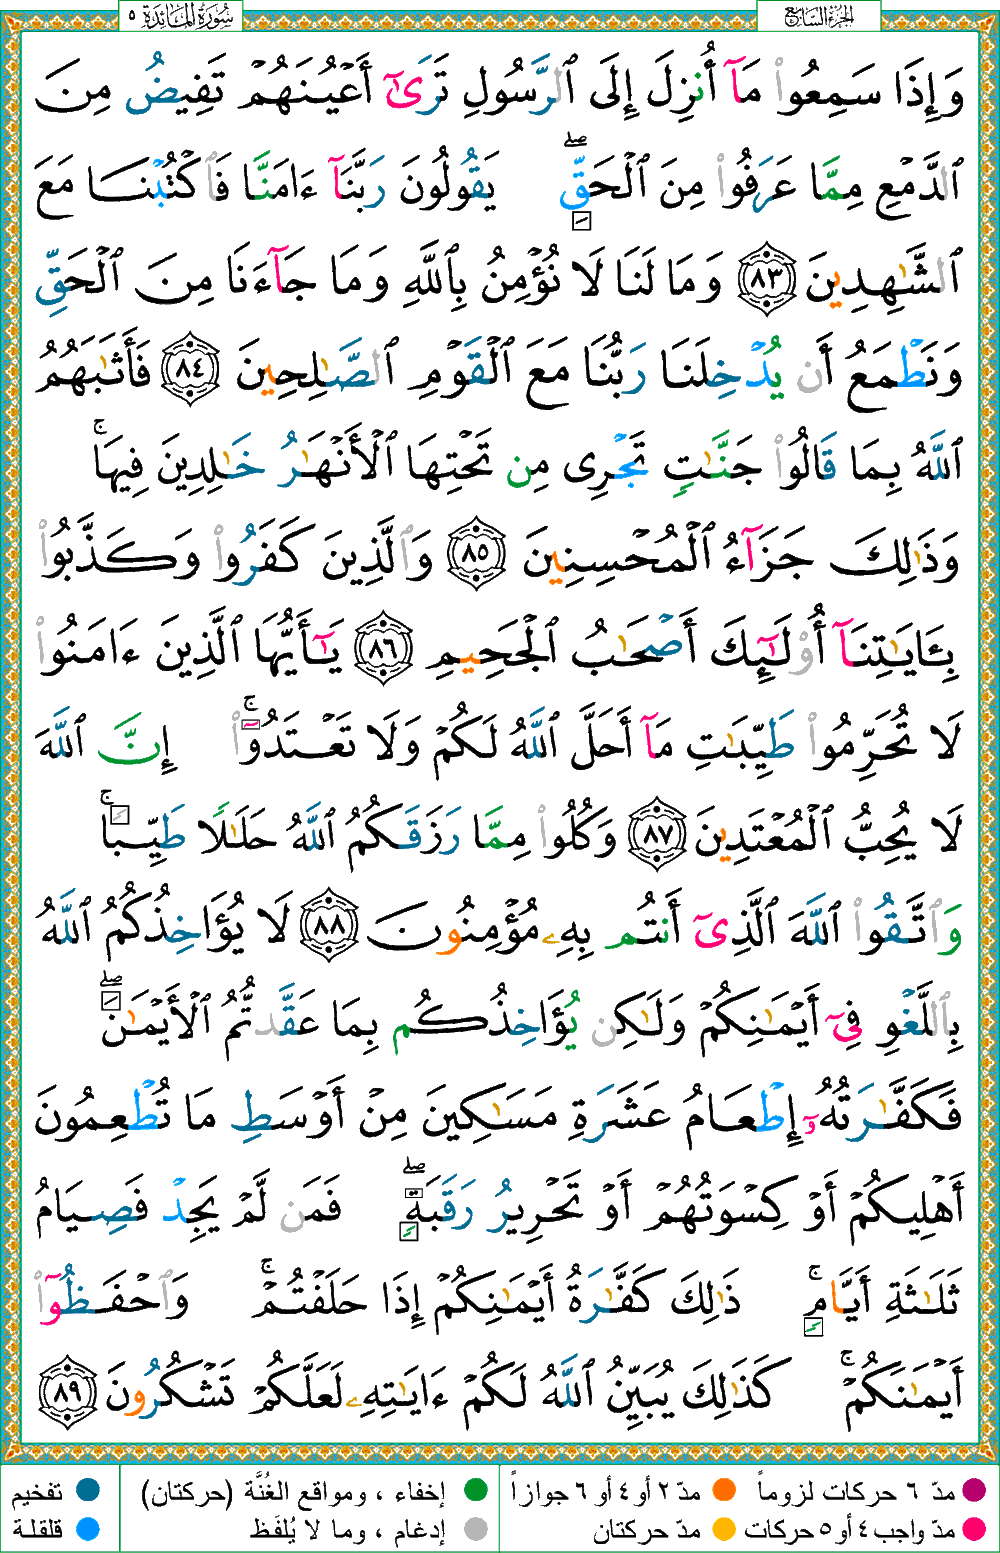 سُورَةُ المَائدَة ٥
الجزء السابع
وَإِذَا سَمِعُوا۟ مَآ أُنزِلَ إِلَى ٱلرَّسُولِ تَرَىٰٓ أَعْيُنَهُمْ تَفِيضُ مِنَ
ٱلدَّمْعِ مِمَّا عَرَفُوا۟ مِنَ ٱلْحَقِّ ۖ يَقُولُونَ رَبَّنَآ ءَامَنَّا فَٱكْتُبْنَا مَعَ
ٱلشَّٰهِدِينَ ٨٣ وَمَا لَنَا لَا نُؤْمِنُ بِٱللَّهِ وَمَا جَآءَنَا مِنَ ٱلْحَقِّ
وَنَطْمَعُ أَن يُدْخِلَنَا رَبُّنَا مَعَ ٱلْقَوْمِ ٱلصَّٰلِحِينَ ٨٤ فَأَثَٰبَهُمُ
ٱللَّهُ بِمَا قَالُوا۟ جَنَّٰتٍ تَجْرِى مِن تَحْتِهَا ٱلْأَنْهَٰرُ خَٰلِدِينَ فِيهَا ۚ
وَذَٰلِكَ جَزَآءُ ٱلْمُحْسِنِينَ ٨٥ وَٱلَّذِينَ كَفَرُوا۟ وَكَذَّبُوا۟
بِـَٔايَٰتِنَآ أُو۟لَٰٓئِكَ أَصْحَٰبُ ٱلْجَحِيمِ ٨٦ يَٰٓأَيُّهَا ٱلَّذِينَ ءَامَنُوا۟
لَا تُحَرِّمُوا۟ طَيِّبَٰتِ مَآ أَحَلَّ ٱللَّهُ لَكُمْ وَلَا تَعْتَدُوٓا۟ ۚ إِنَّ ٱللَّهَ
لَا يُحِبُّ ٱلْمُعْتَدِينَ ٨٧ وَكُلُوا۟ مِمَّا رَزَقَكُمُ ٱللَّهُ حَلَٰلًا طَيِّبًا ۚ
وَٱتَّقُوا۟ ٱللَّهَ ٱلَّذِىٓ أَنتُم بِهِۦ مُؤْمِنُونَ ٨٨ لَا يُؤَاخِذُكُمُ ٱللَّهُ
بِٱللَّغْوِ فِىٓ أَيْمَٰنِكُمْ وَلَٰكِن يُؤَاخِذُكُم بِمَا عَقَّدتُّمُ ٱلْأَيْمَٰنَ ۖ
فَكَفَّٰرَتُهُۥٓ إِطْعَامُ عَشَرَةِ مَسَٰكِينَ مِنْ أَوْسَطِ مَا تُطْعِمُونَ
أَهْلِيكُمْ أَوْ كِسْوَتُهُمْ أَوْ تَحْرِيرُ رَقَبَةٍ ۖ فَمَن لَّمْ يَجِدْ فَصِيَامُ
ثَلَٰثَةِ أَيَّامٍ ۚ ذَٰلِكَ كَفَّٰرَةُ أَيْمَٰنِكُمْ إِذَا حَلَفْتُمْ ۚ وَٱحْفَظُوٓا۟
أَيْمَٰنَكُمْ ۚ كَذَٰلِكَ يُبَيِّنُ ٱللَّهُ لَكُمْ ءَايَٰتِهِۦ لَعَلَّكُمْ تَشْكُرُونَ ٨٩
مدّ ٦ حركات لزوماً مدّ ٢ أو ٤ أو ٦ جوازاً إخفاء ، ومواقع الغُنَّة (حركتان) تفخيم
مدّ واجب ٤ أو ٥ حركات مدّ حركتان إدغام ، وما لا يُلفَظ قلقلة